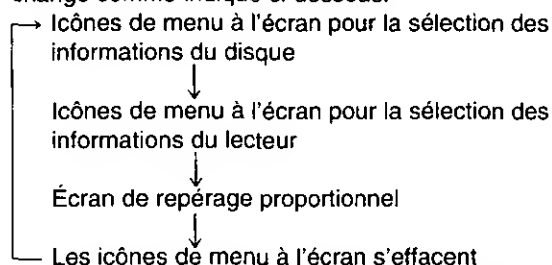 change comme indiqué ci-dessous.
Icônes de menu à l'écran pour la sélection des
informations du disque
Icônes de menu à l'écran pour la sélection des
informations du lecteur
Écran de repérage proportionnel
Les icônes de menu à l'écran s'effacent